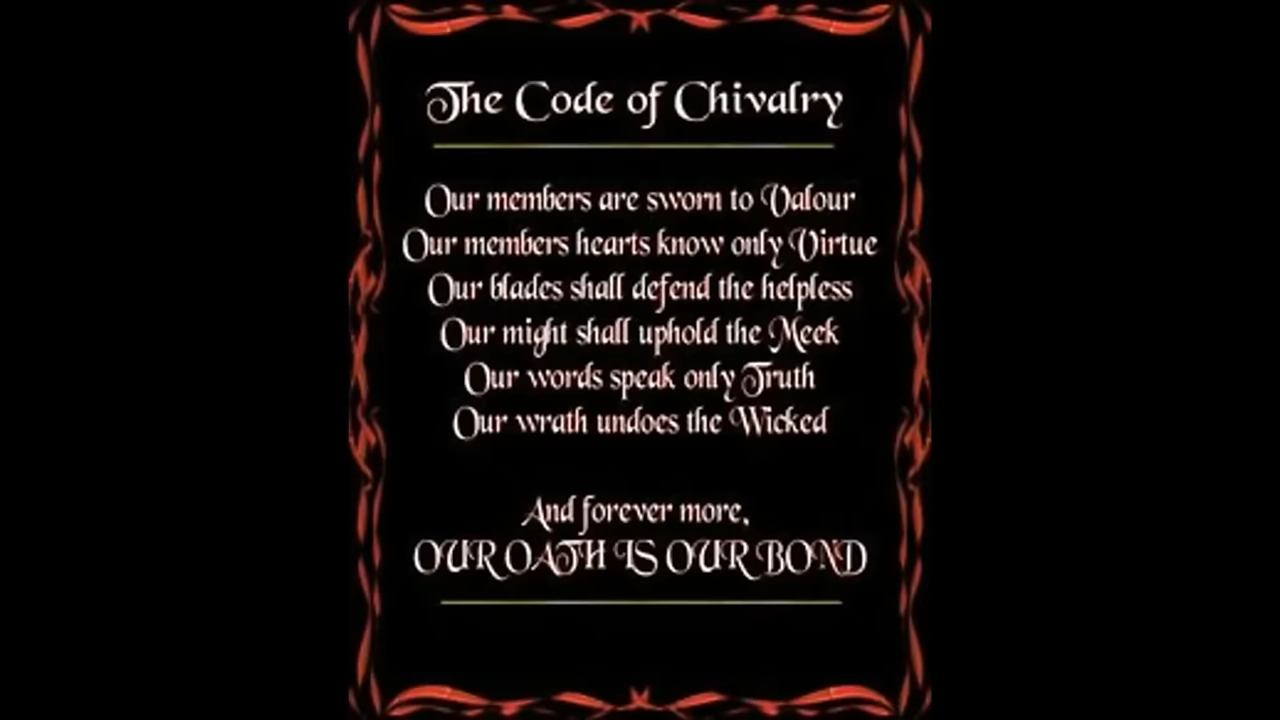 The Code of Chivalry
Our members are sworn to Valour
Our members hearts know only Virtue
Our blades shall defend the helpless
Our might shall uphold the Meek
Our words speak only Truth
Our wrath undoes the Wicked
And forever more,
OUR OATH IS OUR BOND